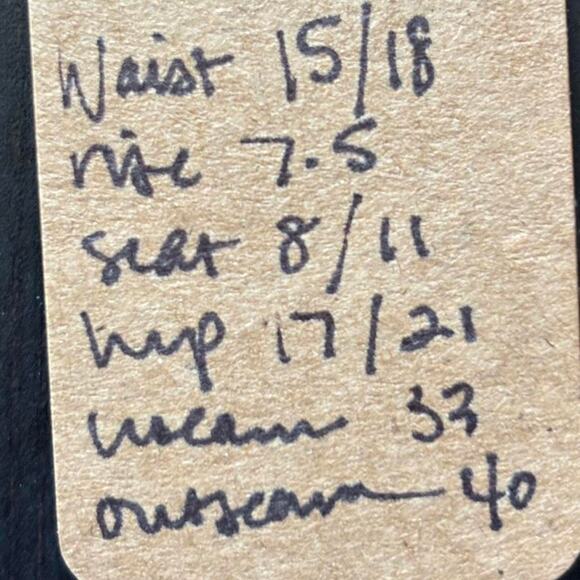 Waist 15/18
rise 7.5
seat 8/11
hip 17/21
inseam 33
outseam 40